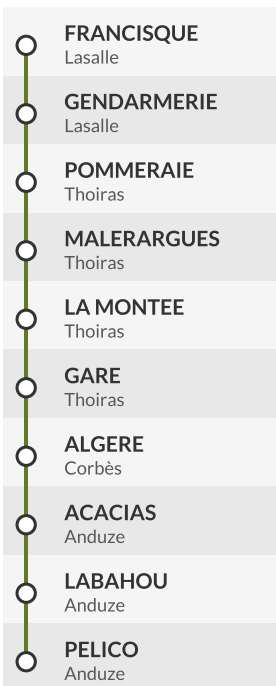 FRANCISQUE
Lasalle
GENDARMERIE
Lasalle
POMMERAIE
Thoiras
MALERARGUES
Thoiras
LA MONTEE
Thoiras
GARE
Thoiras
ALGERE
Corbès
ACACIAS
Anduze
LABAHOU
Anduze
PELICO
Anduze